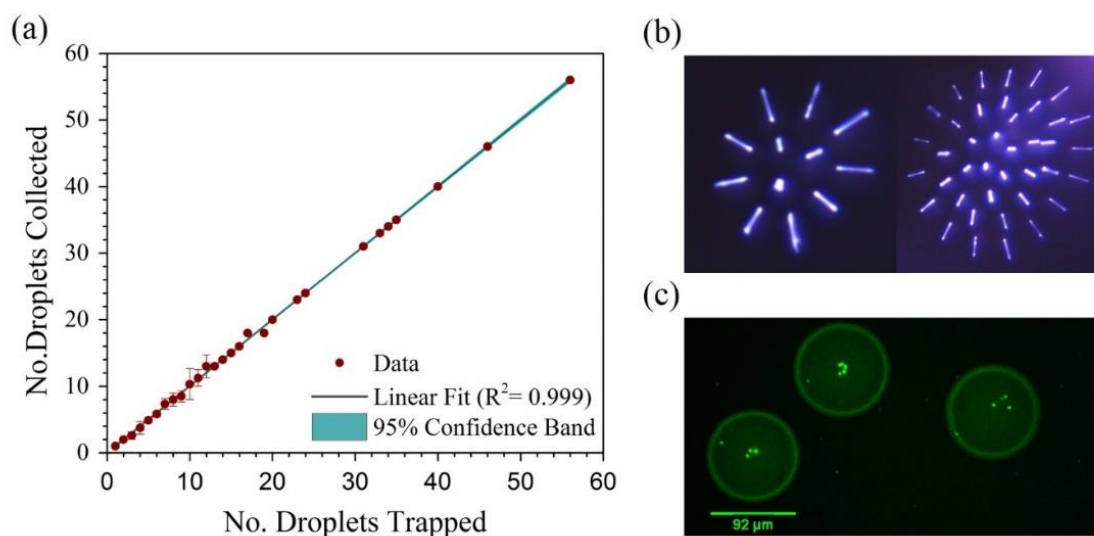 (a)
60
50
40
30
20
10
0
No.Droplets Collected
Data
Linear Fit (R²= 0.999)
95% Confidence Band
0 10 20 30 40 50 60
No. Droplets Trapped
(b)
(c)
92 µm